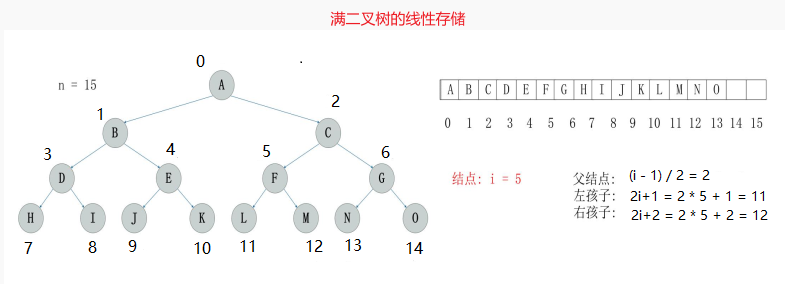 满二叉树的线性存储
n = 15
0
A
1
B
2
C
3
D
4
E
5
F
6
G
H
I
J
K
L
M
N
O
7
8
9
10
11
12
13
14
A B C D E F G H I J K L M N O
0 1 2 3 4 5 6 7 8 9 10 11 12 13 14 15
结点: i = 5
父结点: (i - 1) / 2 = 2
左孩子: 2i+1 = 2 * 5 + 1 = 11
右孩子: 2i+2 = 2 * 5 + 2 = 12